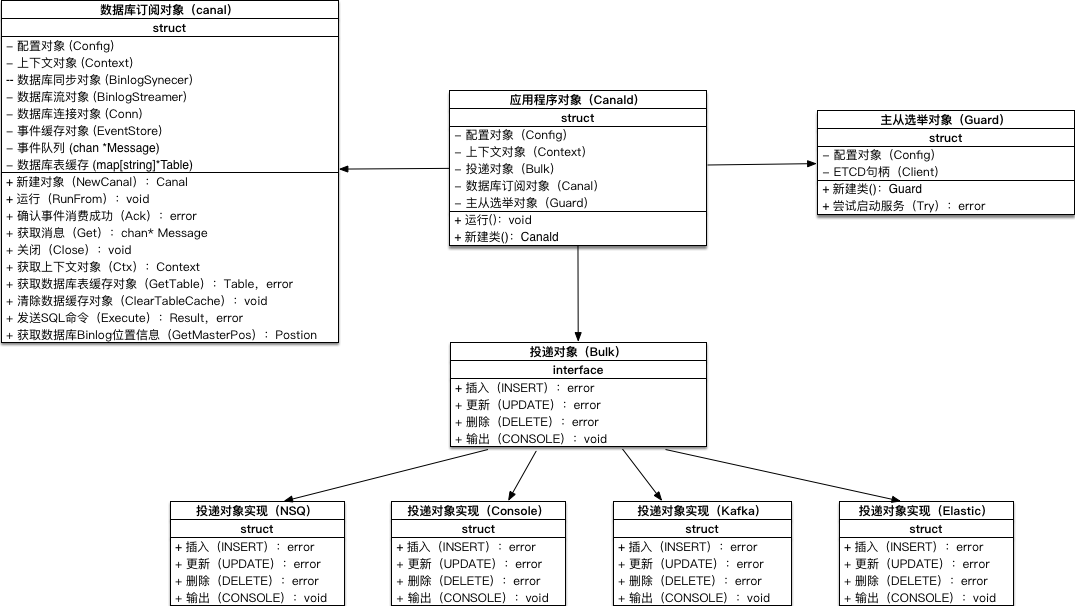 数据库订阅对象（canal）
struct
- 配置对象 (Config)
- 上下文对象 (Context)
-- 数据库同步对象 (BinlogSynecer)
- 数据库流对象 (BinlogStreamer)
- 数据库连接对象 (Conn)
- 事件缓存对象 (EventStore)
- 事件队列 (chan *Message)
- 数据库表缓存 (map[string]*Table)
+ 新建对象（NewCanal）：Canal
+ 运行（RunFrom）：void
+ 确认事件消费成功（Ack）：error
+ 获取消息（Get）：chan* Message
+ 关闭（Close）：void
+ 获取上下文对象（Ctx）：Context
+ 获取数据库表缓存对象（GetTable）：Table，error
+ 清除数据缓存对象（ClearTableCache）：void
+ 发送SQL命令（Execute）：Result，error
+ 获取数据库Binlog位置信息（GetMasterPos）：Postion
应用程序对象（Canald）
struct
- 配置对象（Config)
- 上下文对象（Context)
- 投递对象（Bulk)
- 数据库订阅对象（Canal)
- 主从选举对象（Guard)
+ 运行()：void
+ 新建类()：Canald
主从选举对象（Guard）
struct
- 配置对象（Config）
- ETCD句柄（Client）
+ 新建类()：Guard
+ 尝试启动服务（Try）：error
投递对象（Bulk）
interface
+ 插入（INSERT）：error
+ 更新（UPDATE）：error
+ 删除（DELETE）：error
+ 输出（CONSOLE）：void
投递对象实现（NSQ）
struct
+ 插入（INSERT）：error
+ 更新（UPDATE）：error
+ 删除（DELETE）：error
+ 输出（CONSOLE）：void
投递对象实现（Console）
struct
+ 插入（INSERT）：error
+ 更新（UPDATE）：error
+ 删除（DELETE）：error
+ 输出（CONSOLE）：void
投递对象实现（Kafka）
struct
+ 插入（INSERT）：error
+ 更新（UPDATE）：error
+ 删除（DELETE）：error
+ 输出（CONSOLE）：void
投递对象实现（Elastic）
struct
+ 插入（INSERT）：error
+ 更新（UPDATE）：error
+ 删除（DELETE）：error
+ 输出（CONSOLE）：void